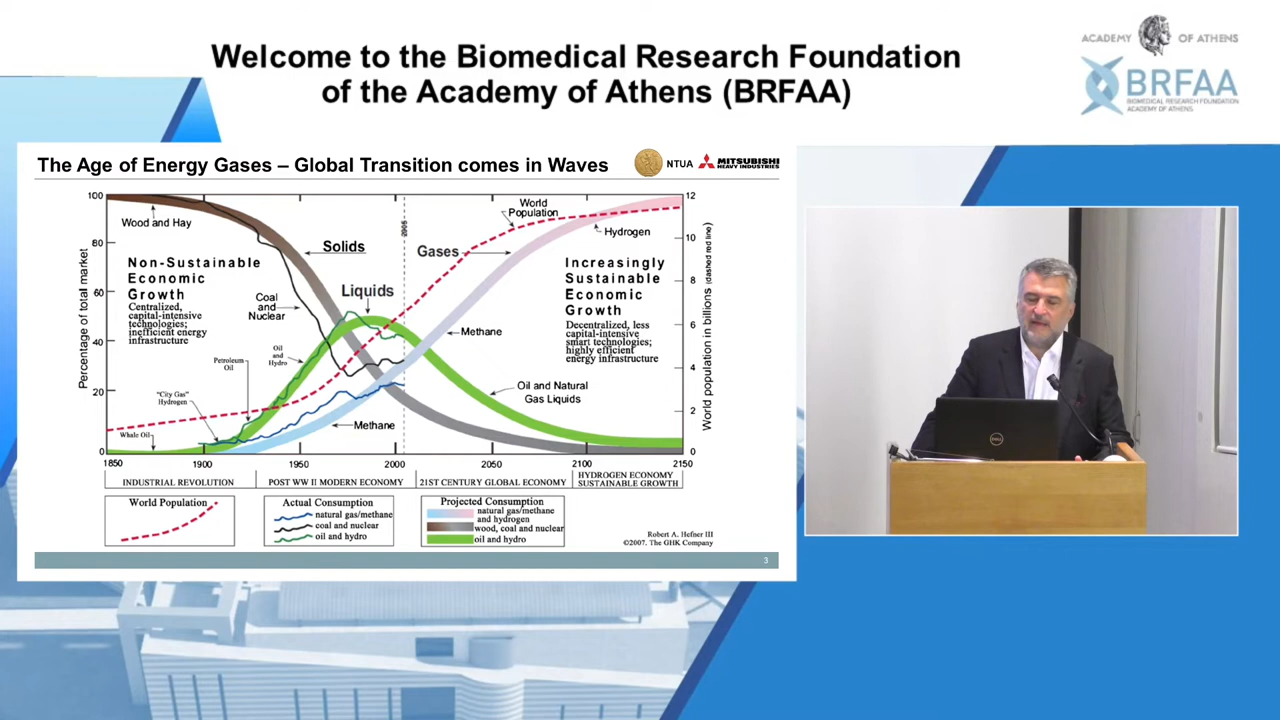 Welcome to the Biomedical Research Foundation
of the Academy of Athens (BRFAA)
ACADEMY OF ATHENS
BRFAA
BIOMEDICAL RESEARCH FOUNDATION
ACADEMY OF ATHENS
The Age of Energy Gases – Global Transition comes in Waves
NTUA
MITSUBISHI
HEAVY INDUSTRIES
Percentage of total market
100
80
60
40
20
0
Wood and Hay
Non-Sustainable
Economic
Growth
Centralized,
capital-intensive
technologies;
inefficient energy
infrastructure
Solids
Coal
and
Nuclear
Liquids
Oil
and
Hydro
Petroleum
Oil
"City Gas"
Hydrogen
Whale Oil
Methane
2005
Gases
World
Population
Hydrogen
Increasingly
Sustainable
Economic
Growth
Decentralized, less
capital-intensive
smart technologies;
highly efficient
energy infrastructure
Methane
Oil and Natural
Gas Liquids
12
10
8
6
4
2
0
World population in billions (dashed red line)
1850 1900 1950 2000 2050 2100 2150
INDUSTRIAL REVOLUTION
POST WW II MODERN ECONOMY
21ST CENTURY GLOBAL ECONOMY
HYDROGEN ECONOMY
SUSTAINABLE GROWTH
World Population
Actual Consumption
natural gas/methane
coal and nuclear
oil and hydro
Projected Consumption
natural gas/methane
and hydrogen
wood, coal and nuclear
oil and hydro
Robert A. Hefner III
©2007. The GHK Company
3
DELL